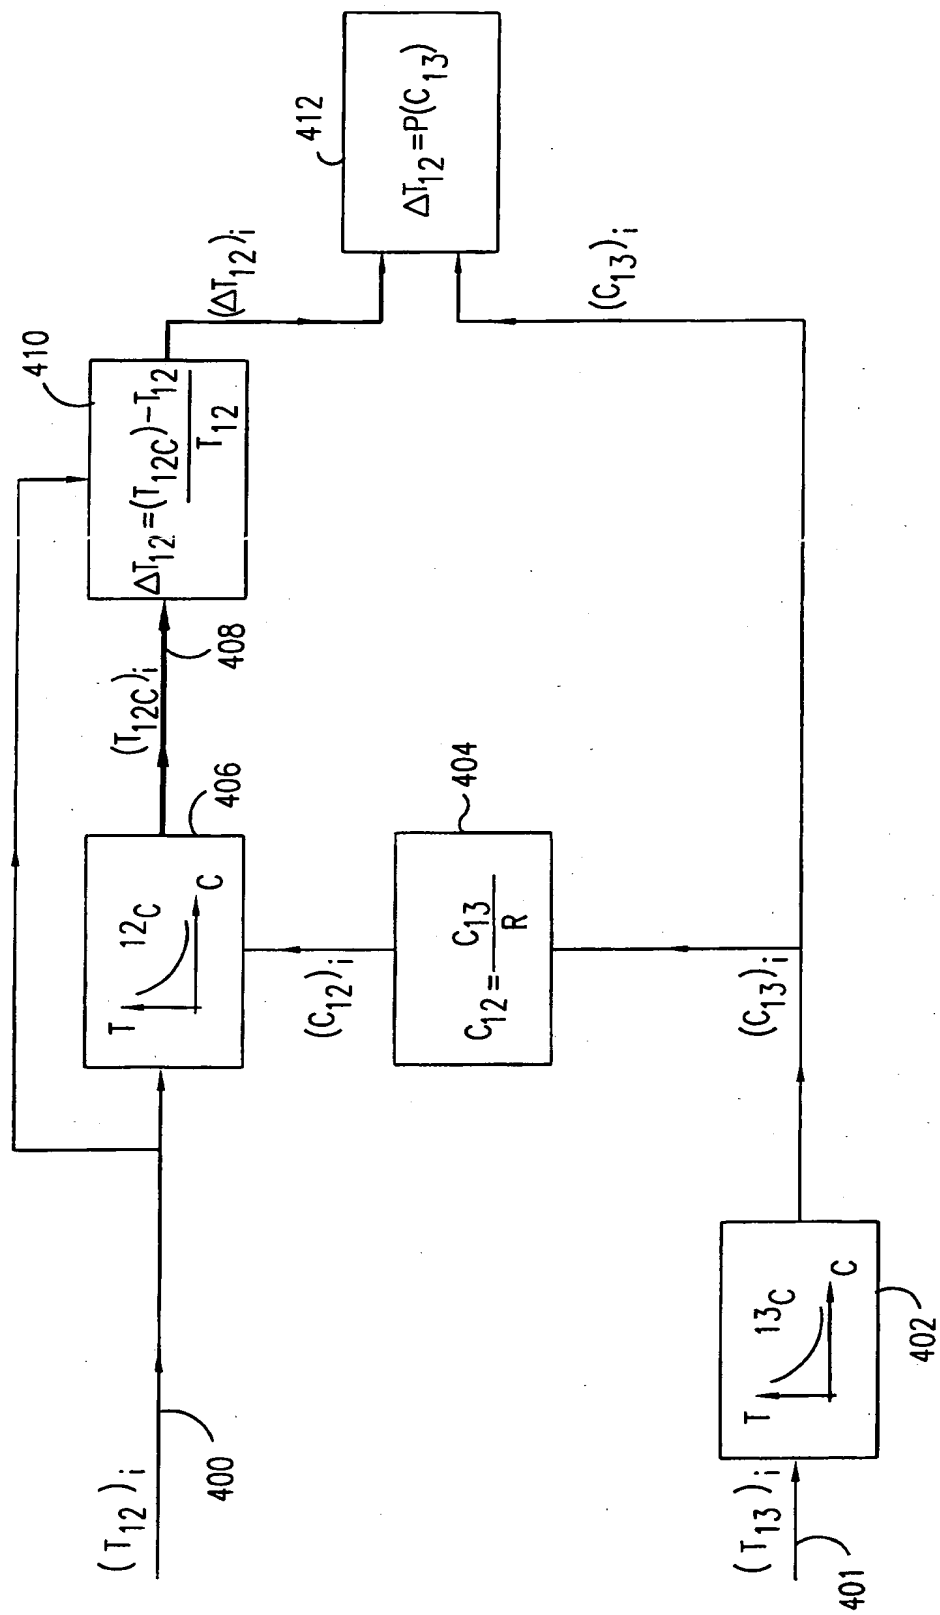 (T12)i
400
T
12C
C
406
(T12C)i
408
410
ΔT12=(T12C)-T12
T12
(ΔT12)i
412
ΔT12=P(C13)
(C12)i
C12=C13
R
404
(C13)i
(C13)i
(T13)i
401
T
13C
C
402